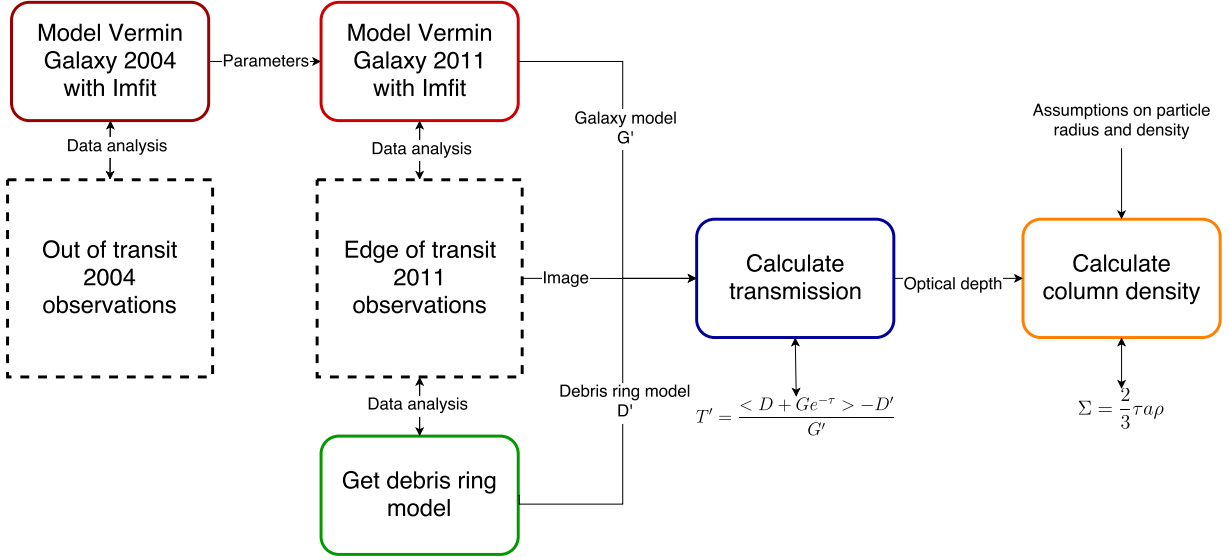 Model Vermin
Galaxy 2004
with Imfit
Parameters
Model Vermin
Galaxy 2011
with Imfit
Data analysis
Data analysis
Galaxy model
G'
Assumptions on particle
radius and density
Out of transit
2004
observations
Edge of transit
2011
observations
Image
Calculate
transmission
Optical depth
Calculate
column density
Data analysis
Debris ring model
D'
T′ = < D + Ge^{−τ} > −D′ / G′
Σ = 2/3 τaρ
Get debris ring
model